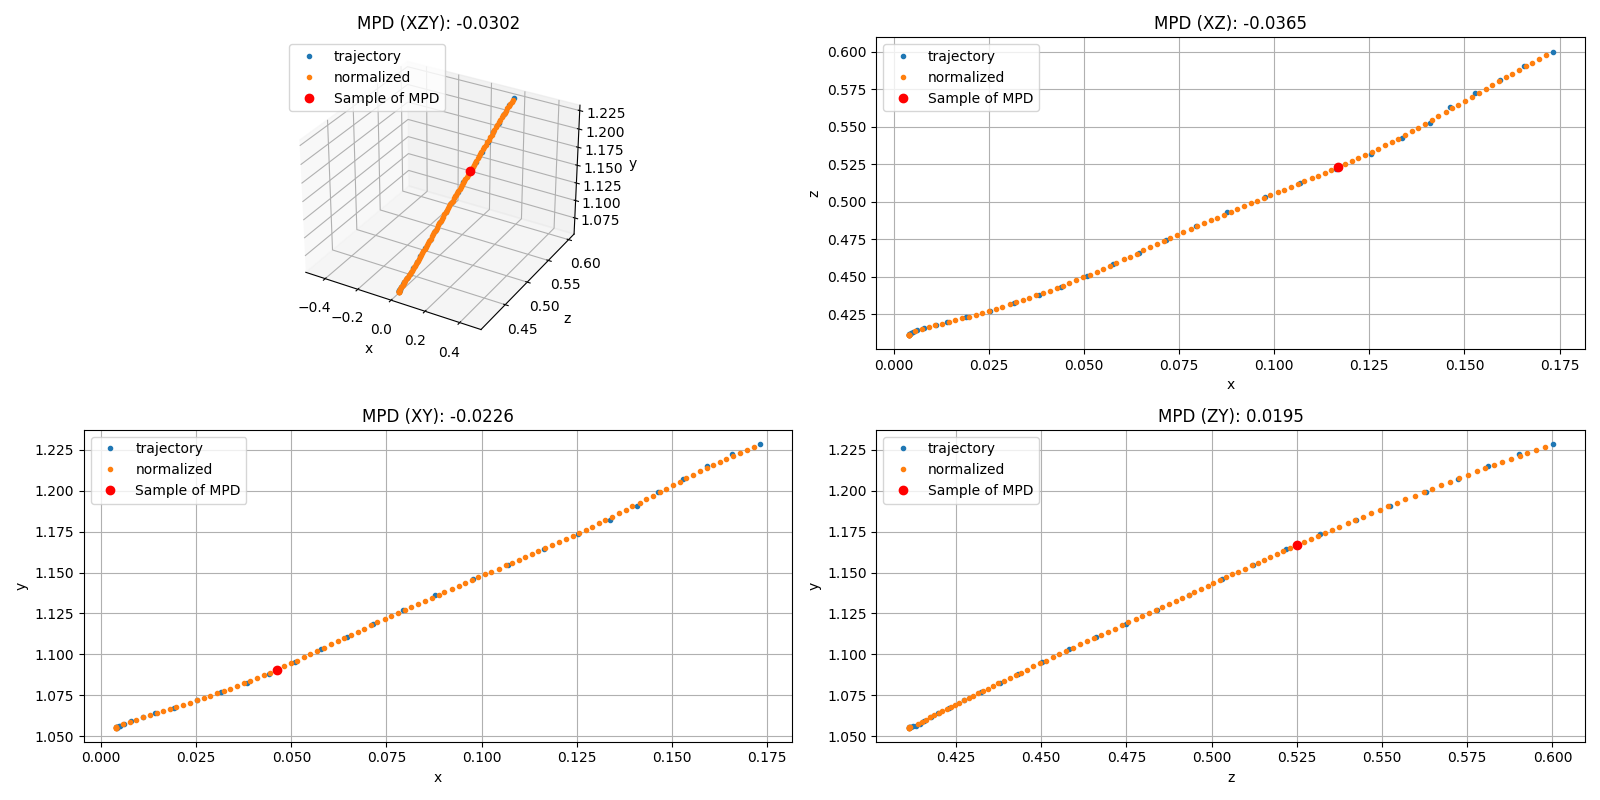 MPD (XZY): -0.0302
trajectory
normalized
Sample of MPD
1.225
1.200
1.175
1.150
1.125
1.100
1.075
y
0.60
0.55
0.50
0.45
z
−0.4
−0.2
0.0
0.2
0.4
x
MPD (XZ): -0.0365
trajectory
normalized
Sample of MPD
0.600
0.575
0.550
0.525
0.500
0.475
0.450
0.425
z
0.000 0.025 0.050 0.075 0.100 0.125 0.150 0.175
x
MPD (XY): -0.0226
trajectory
normalized
Sample of MPD
1.225
1.200
1.175
1.150
1.125
1.100
1.075
1.050
y
0.000 0.025 0.050 0.075 0.100 0.125 0.150 0.175
x
MPD (ZY): 0.0195
trajectory
normalized
Sample of MPD
1.225
1.200
1.175
1.150
1.125
1.100
1.075
1.050
y
0.425 0.450 0.475 0.500 0.525 0.550 0.575 0.600
z